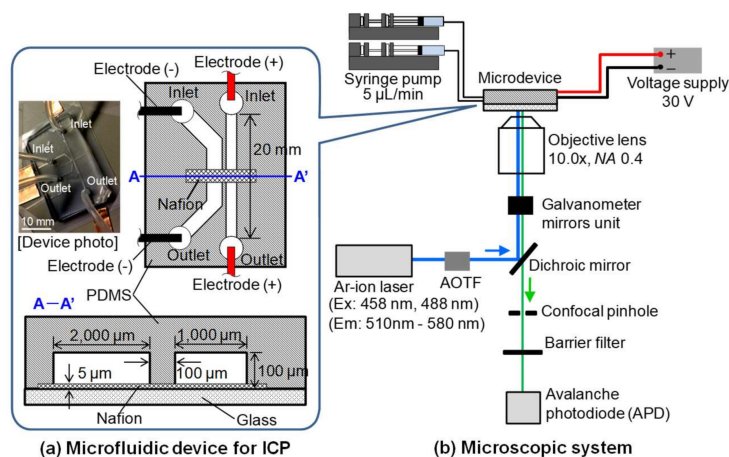 Electrode (+)
Electrode (-)
Inlet
Inlet
20 mm
A
A'
Nafion
Outlet
Outlet
Electrode (-)
Electrode (+)
PDMS
Inlet
Inlet
Outlet
Outlet
10 mm
[Device photo]
A—A'
2,000 µm
1,000 µm
5 µm
100 µm
100 µm
Nafion
Glass
(a) Microfluidic device for ICP
Syringe pump
5 µL/min
Microdevice
+
−
Voltage supply
30 V
Objective lens
10.0x, NA 0.4
Galvanometer
mirrors unit
Ar-ion laser
(Ex: 458 nm, 488 nm)
(Em: 510nm - 580 nm)
AOTF
Dichroic mirror
Confocal pinhole
Barrier filter
Avalanche
photodiode (APD)
(b) Microscopic system